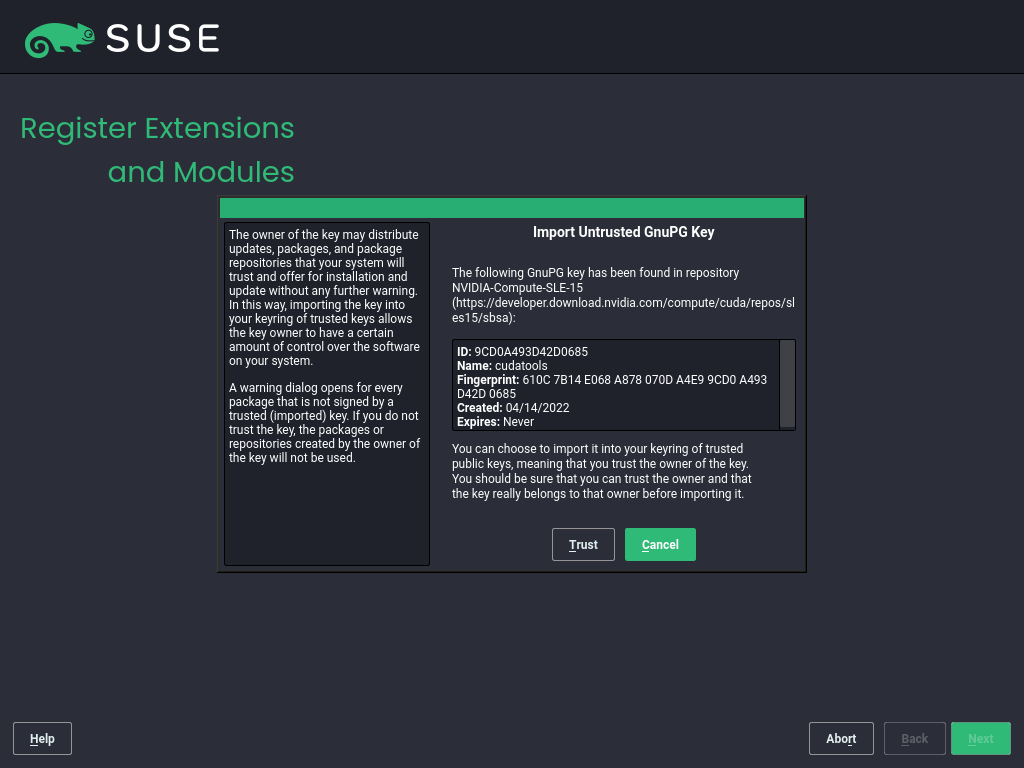 SUSE
Register Extensions
and Modules
The owner of the key may distribute
updates, packages, and package
repositories that your system will
trust and offer for installation and
update without any further warning.
In this way, importing the key into
your keyring of trusted keys allows
the key owner to have a certain
amount of control over the software
on your system.
A warning dialog opens for every
package that is not signed by a
trusted (imported) key. If you do not
trust the key, the packages or
repositories created by the owner of
the key will not be used.
Import Untrusted GnuPG Key
The following GnuPG key has been found in repository
NVIDIA-Compute-SLE-15
(https://developer.download.nvidia.com/compute/cuda/repos/sl
es15/sbsa):
ID: 9CD0A493D42D0685
Name: cudatools
Fingerprint: 610C 7B14 E068 A878 070D A4E9 9CD0 A493
D42D 0685
Created: 04/14/2022
Expires: Never
You can choose to import it into your keyring of trusted
public keys, meaning that you trust the owner of the key.
You should be sure that you can trust the owner and that
the key really belongs to that owner before importing it.
Trust Cancel
Help Abort Back Next